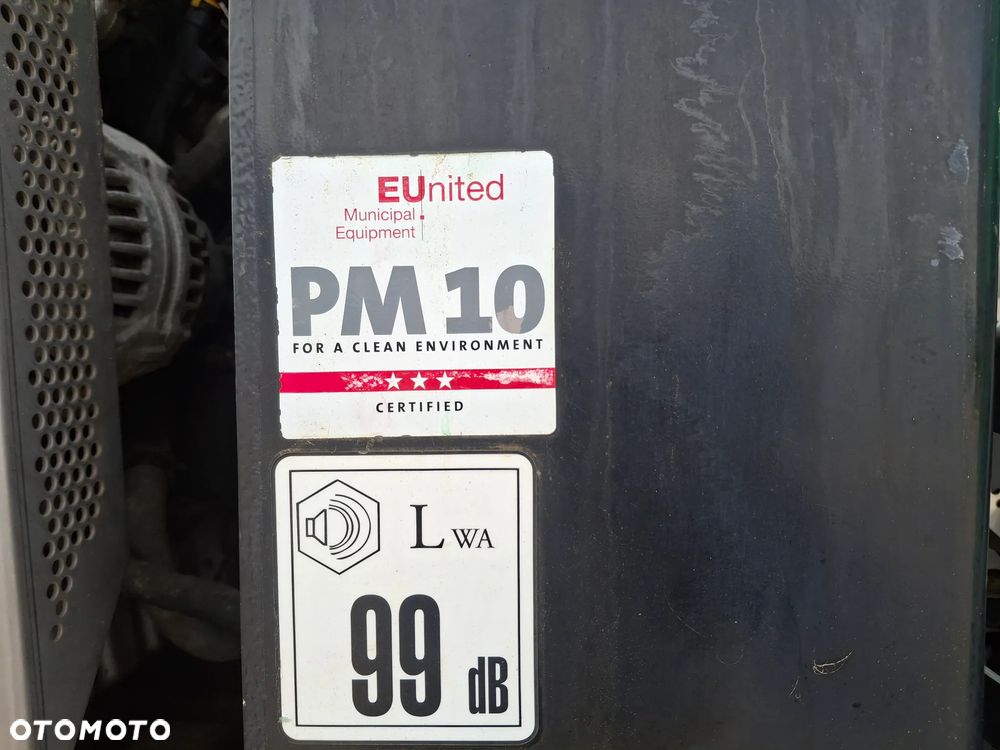 EUnited
Municipal
Equipment
PM 10
FOR A CLEAN ENVIRONMENT
CERTIFIED
LWA
99 dB
OTOMOTO